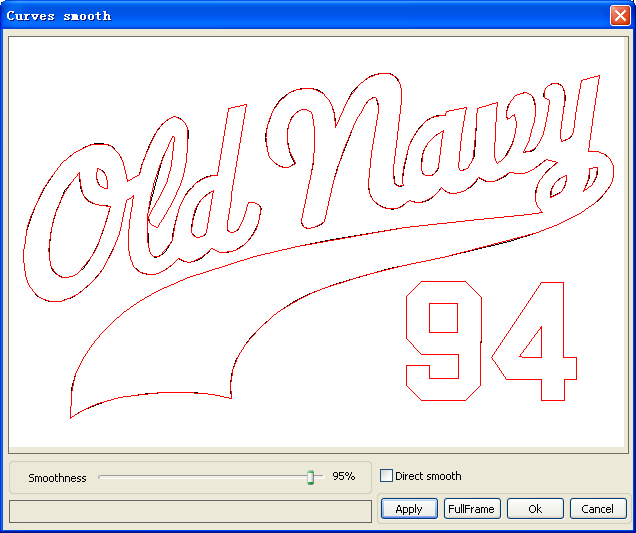 Curves smooth
Old Navy
94
Smoothness 95% Direct smooth
Apply FullFrame Ok Cancel